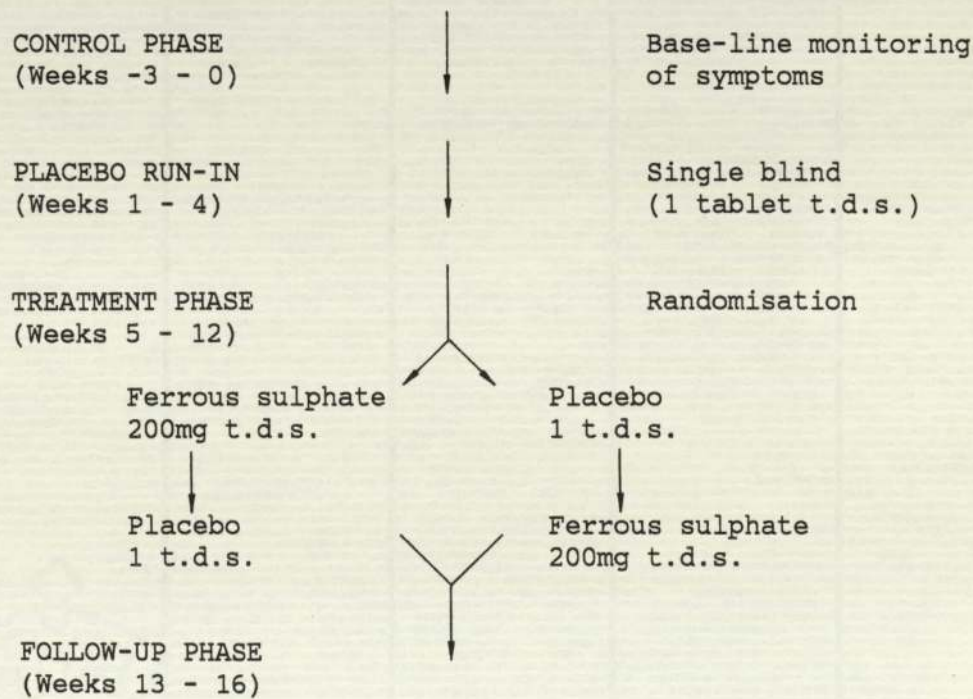 CONTROL PHASE
(Weeks -3 - 0)
Base-line monitoring
of symptoms
PLACEBO RUN-IN
(Weeks 1 - 4)
Single blind
(1 tablet t.d.s.)
TREATMENT PHASE
(Weeks 5 - 12)
Randomisation
Ferrous sulphate
200mg t.d.s.
Placebo
1 t.d.s.
Placebo
1 t.d.s.
Ferrous sulphate
200mg t.d.s.
FOLLOW-UP PHASE
(Weeks 13 - 16)